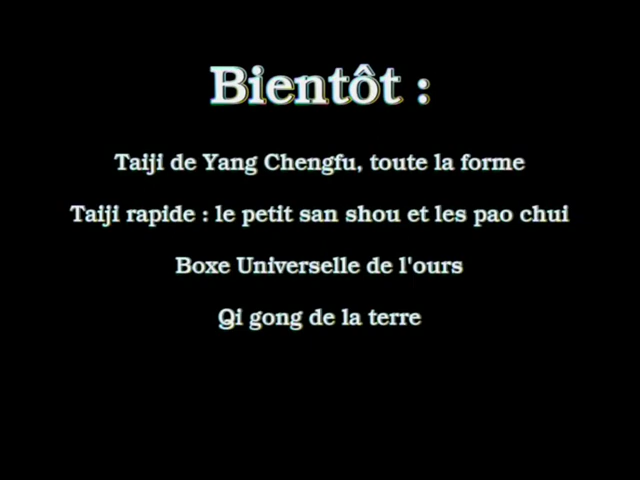 Bientôt :
Taiji de Yang Chengfu, toute la forme
Taiji rapide : le petit san shou et les pao chui
Boxe Universelle de l'ours
Qi gong de la terre